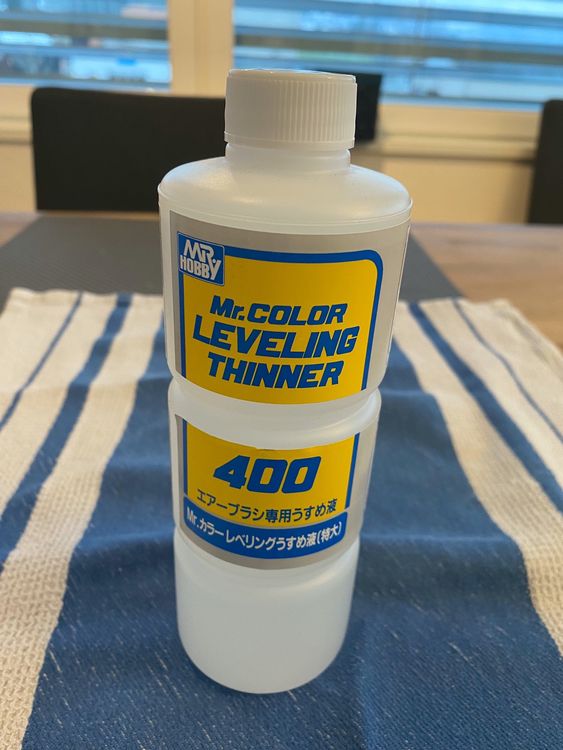 MR.
HOBBY
Mr.COLOR
LEVELING
THINNER
400
エアーブラシ専用うすめ液
Mr.カラーレベリングうすめ液(特大)